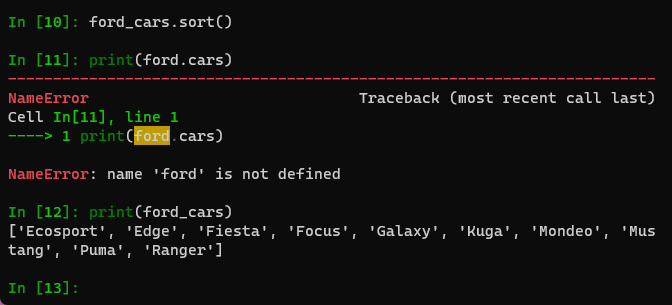 In [10]: ford_cars.sort()
In [11]: print(ford.cars)
---------------------------------------------------------------------------
NameError                                 Traceback (most recent call last)
Cell In[11], line 1
----> 1 print(ford.cars)
NameError: name 'ford' is not defined
In [12]: print(ford_cars)
['Ecosport', 'Edge', 'Fiesta', 'Focus', 'Galaxy', 'Kuga', 'Mondeo', 'Mus
tang', 'Puma', 'Ranger']
In [13]: